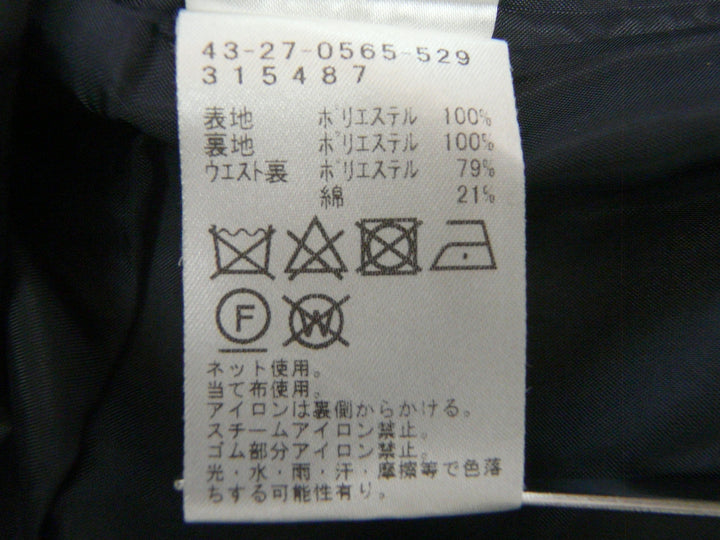 43-27-0565-529
315487
表地 ポリエステル 100%
裏地 ポリエステル 100%
ウエスト裏 ポリエステル 79%
綿 21%
F W
ネット使用。
当て布使用。
アイロンは裏側からかける。
スチームアイロン禁止。
ゴム部分アイロン禁止。
光・水・雨・汗・摩擦等で色落
ちする可能性有り。